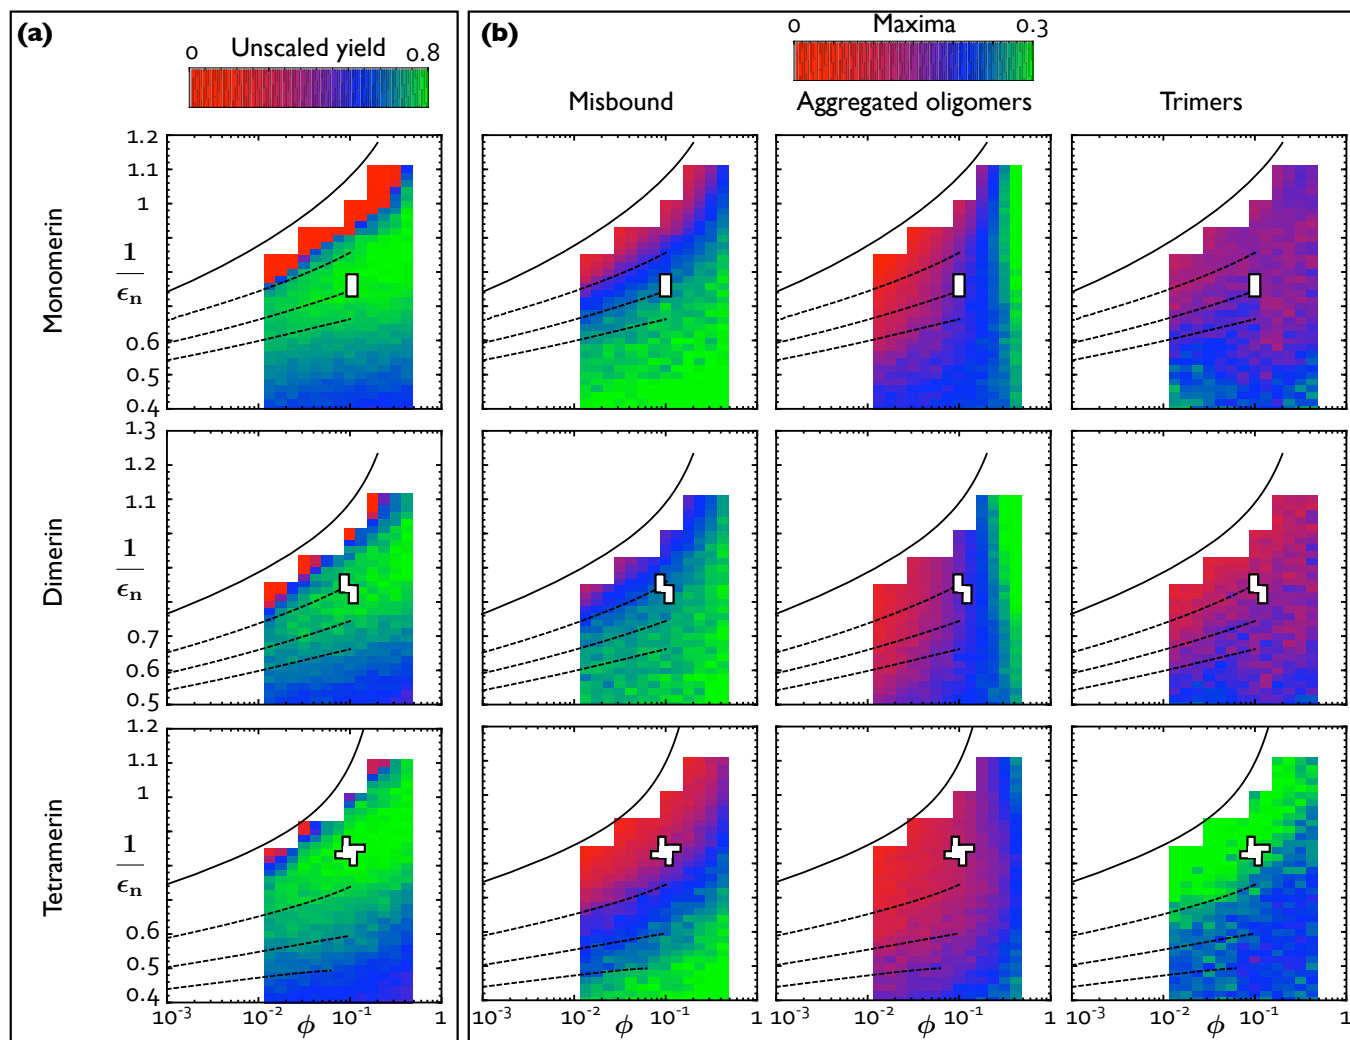 (a)
Unscaled yield
0 0.8
(b)
Maxima
0 0.3
Misbound Aggregated oligomers Trimers
Monomerin
1.2
1.1
1
1/ϵn
0.6
0.5
0.4
Dimerin
1.3
1.1
1/ϵn
0.7
0.6
0.5
Tetramerin
1.2
1.1
1
1/ϵn
0.6
0.5
0.4
10⁻³ 10⁻² ϕ 10⁻¹ 1
10⁻³ 10⁻² ϕ 10⁻¹ 1
10⁻³ 10⁻² ϕ 10⁻¹ 1
10⁻³ 10⁻² ϕ 10⁻¹ 1